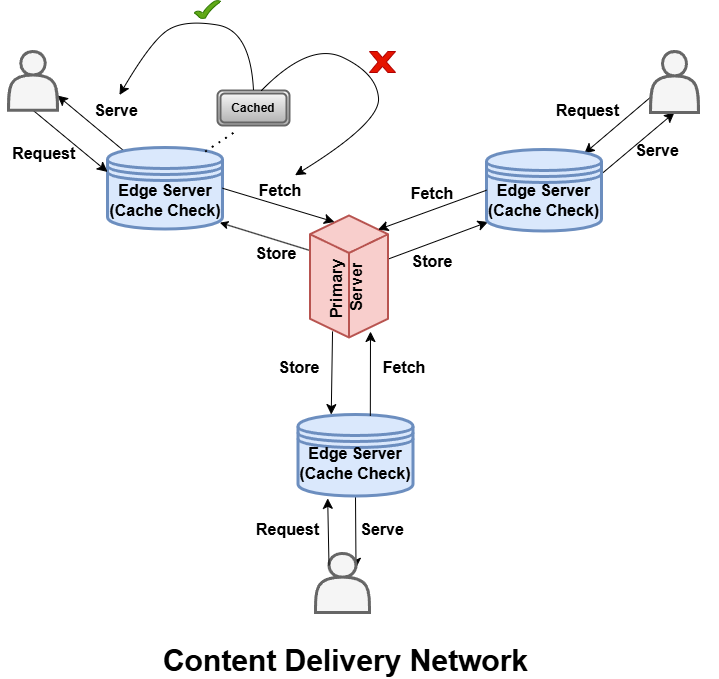 Cached
Serve
Request
Edge Server
(Cache Check)
Fetch
Store
Request
Serve
Edge Server
(Cache Check)
Fetch
Store
Primary
Server
Store
Fetch
Edge Server
(Cache Check)
Request
Serve
Content Delivery Network